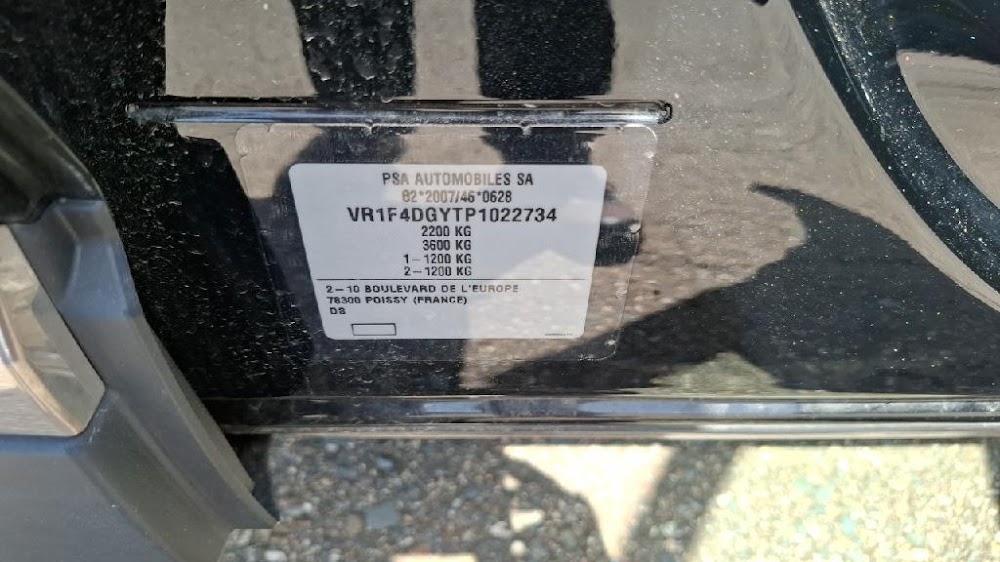 PSA AUTOMOBILES SA
82*2007/46*0628
VR1F4DGYTP1022734
2200 KG
3600 KG
1-1200 KG
2-1200 KG
2-10 BOULEVARD DE L'EUROPE
78300 POISSY (FRANCE)
DS